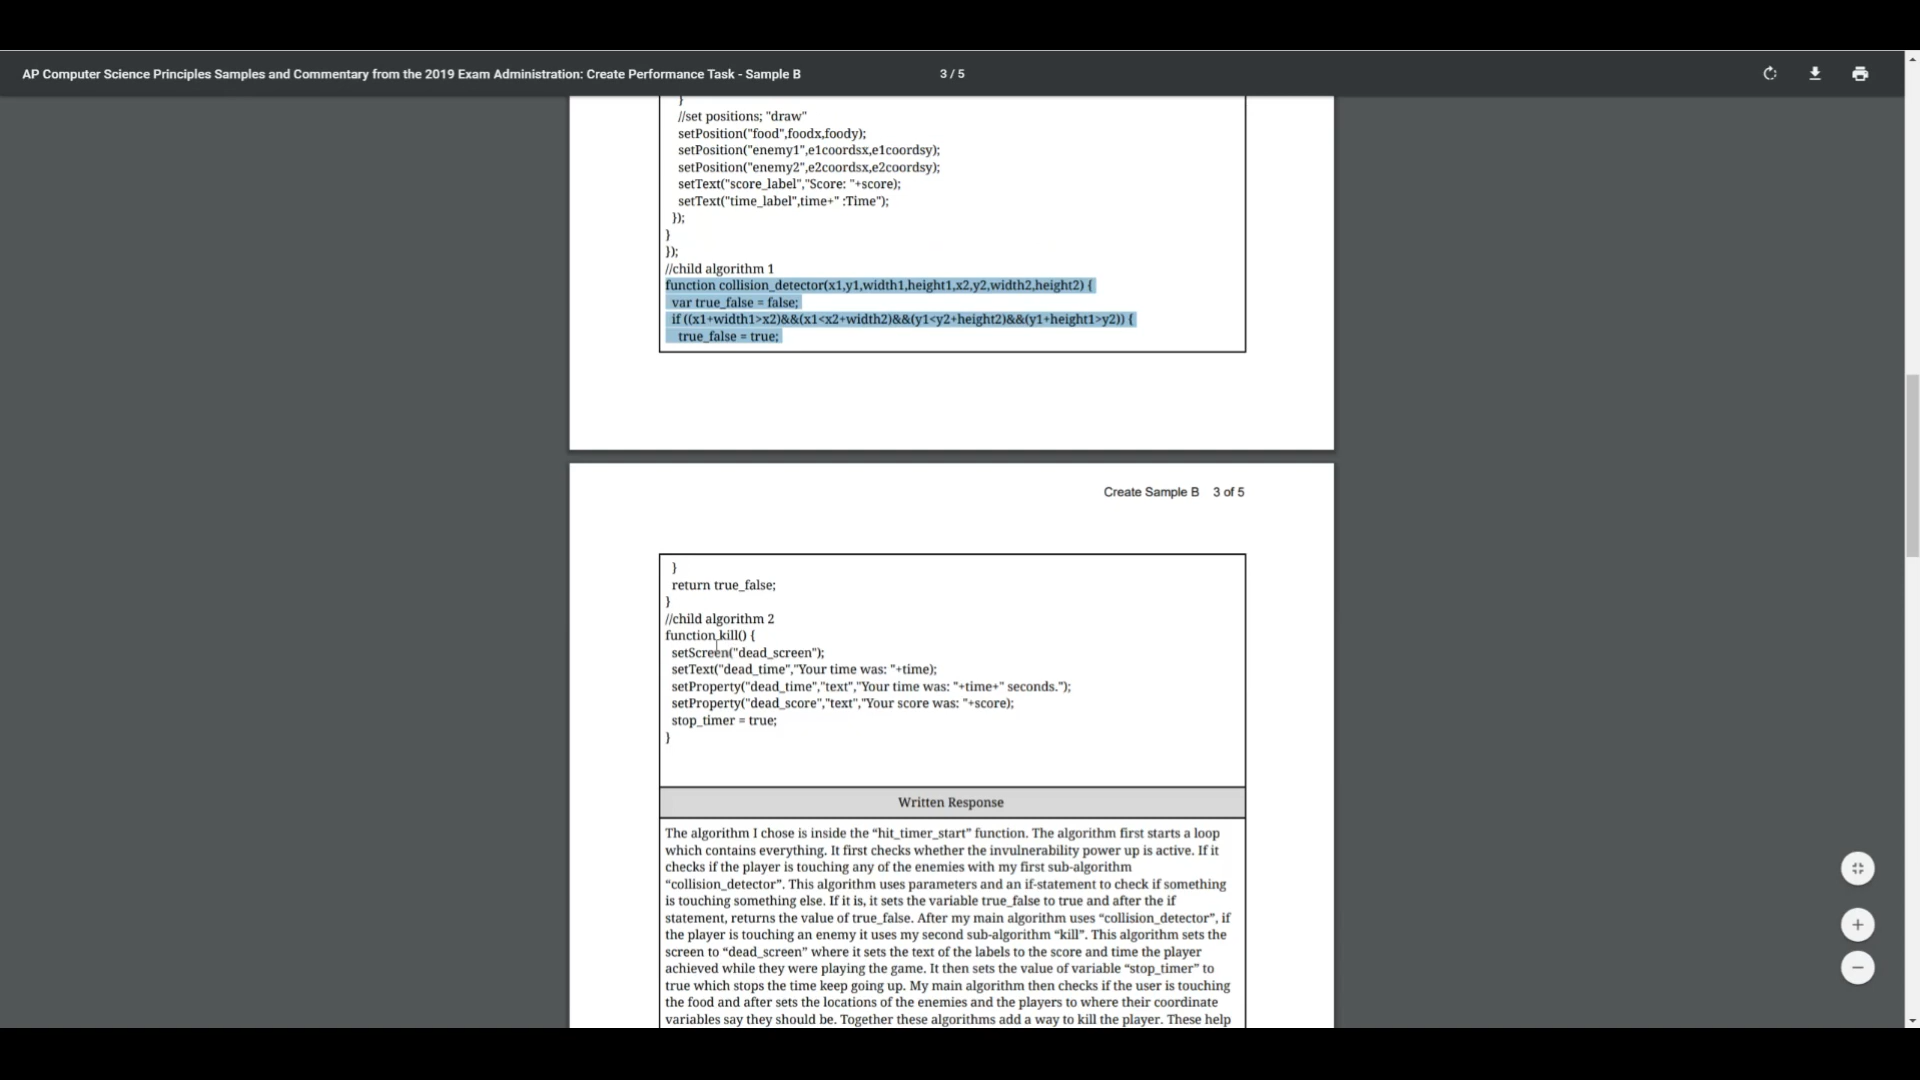 AP Computer Science Principles Samples and Commentary from the 2019 Exam Administration: Create Performance Task - Sample B
3 / 5
}
//set positions; "draw"
setPosition("food",foodx,foody);
setPosition("enemy1",e1coordsx,e1coordsy);
setPosition("enemy2",e2coordsx,e2coordsy);
setText("score_label","Score: "+score);
setText("time_label",time+" :Time");
});
}
});
//child algorithm 1
function collision_detector(x1,y1,width1,height1,x2,y2,width2,height2) {
var true_false = false;
if ((x1+width1>x2)&&(x1<x2+width2)&&(y1<y2+height2)&&(y1+height1>y2)) {
true_false = true;
Create Sample B 3 of 5
}
return true_false;
}
//child algorithm 2
function kill() {
setScreen("dead_screen");
setText("dead_time","Your time was: "+time);
setProperty("dead_time","text","Your time was: "+time+" seconds.");
setProperty("dead_score","text","Your score was: "+score);
stop_timer = true;
}
Written Response
The algorithm I chose is inside the “hit_timer_start” function. The algorithm first starts a loop
which contains everything. It first checks whether the invulnerability power up is active. If it
checks if the player is touching any of the enemies with my first sub-algorithm
“collision_detector”. This algorithm uses parameters and an if-statement to check if something
is touching something else. If it is, it sets the variable true_false to true and after the if
statement, returns the value of true_false. After my main algorithm uses “collision_detector”, if
the player is touching an enemy it uses my second sub-algorithm “kill”. This algorithm sets the
screen to “dead_screen” where it sets the text of the labels to the score and time the player
achieved while they were playing the game. It then sets the value of variable “stop_timer” to
true which stops the time keep going up. My main algorithm then checks if the user is touching
the food and after sets the locations of the enemies and the players to where their coordinate
variables say they should be. Together these algorithms add a way to kill the player. These help